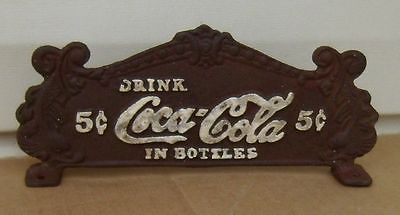 DRINK
5¢ Coca-Cola 5¢
IN BOTTLES